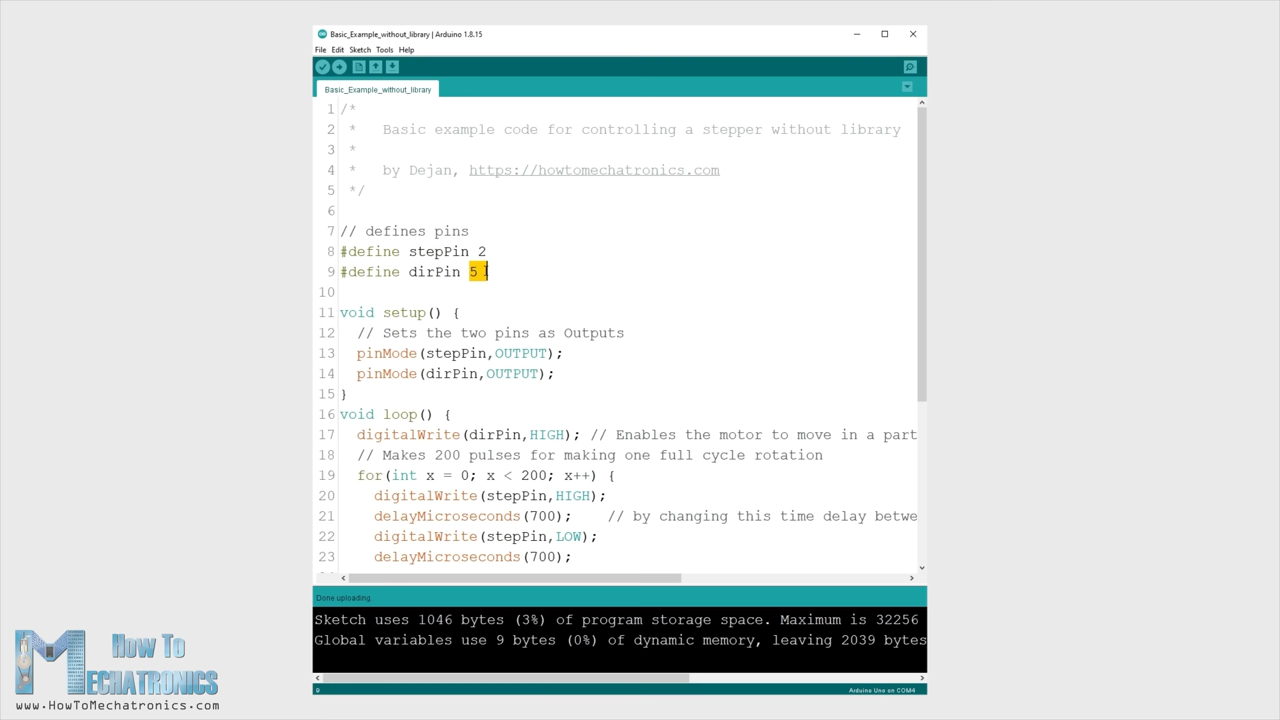 Basic_Example_without_library | Arduino 1.8.15
File Edit Sketch Tools Help
Basic_Example_without_library
1 /*
2 * Basic example code for controlling a stepper without library
3 *
4 * by Dejan, https://howtomechatronics.com
5 */
6
7 // defines pins
8 #define stepPin 2
9 #define dirPin 5
10
11 void setup() {
12 // Sets the two pins as Outputs
13 pinMode(stepPin,OUTPUT);
14 pinMode(dirPin,OUTPUT);
15 }
16 void loop() {
17 digitalWrite(dirPin,HIGH); // Enables the motor to move in a part
18 // Makes 200 pulses for making one full cycle rotation
19 for(int x = 0; x < 200; x++) {
20 digitalWrite(stepPin,HIGH);
21 delayMicroseconds(700); // by changing this time delay betwe
22 digitalWrite(stepPin,LOW);
23 delayMicroseconds(700);
Done uploading.
Sketch uses 1046 bytes (3%) of program storage space. Maximum is 32256
Global variables use 9 bytes (0%) of dynamic memory, leaving 2039 bytes
9 Arduino Uno on COM4
How To
MECHATRONICS
www.HowToMechatronics.com